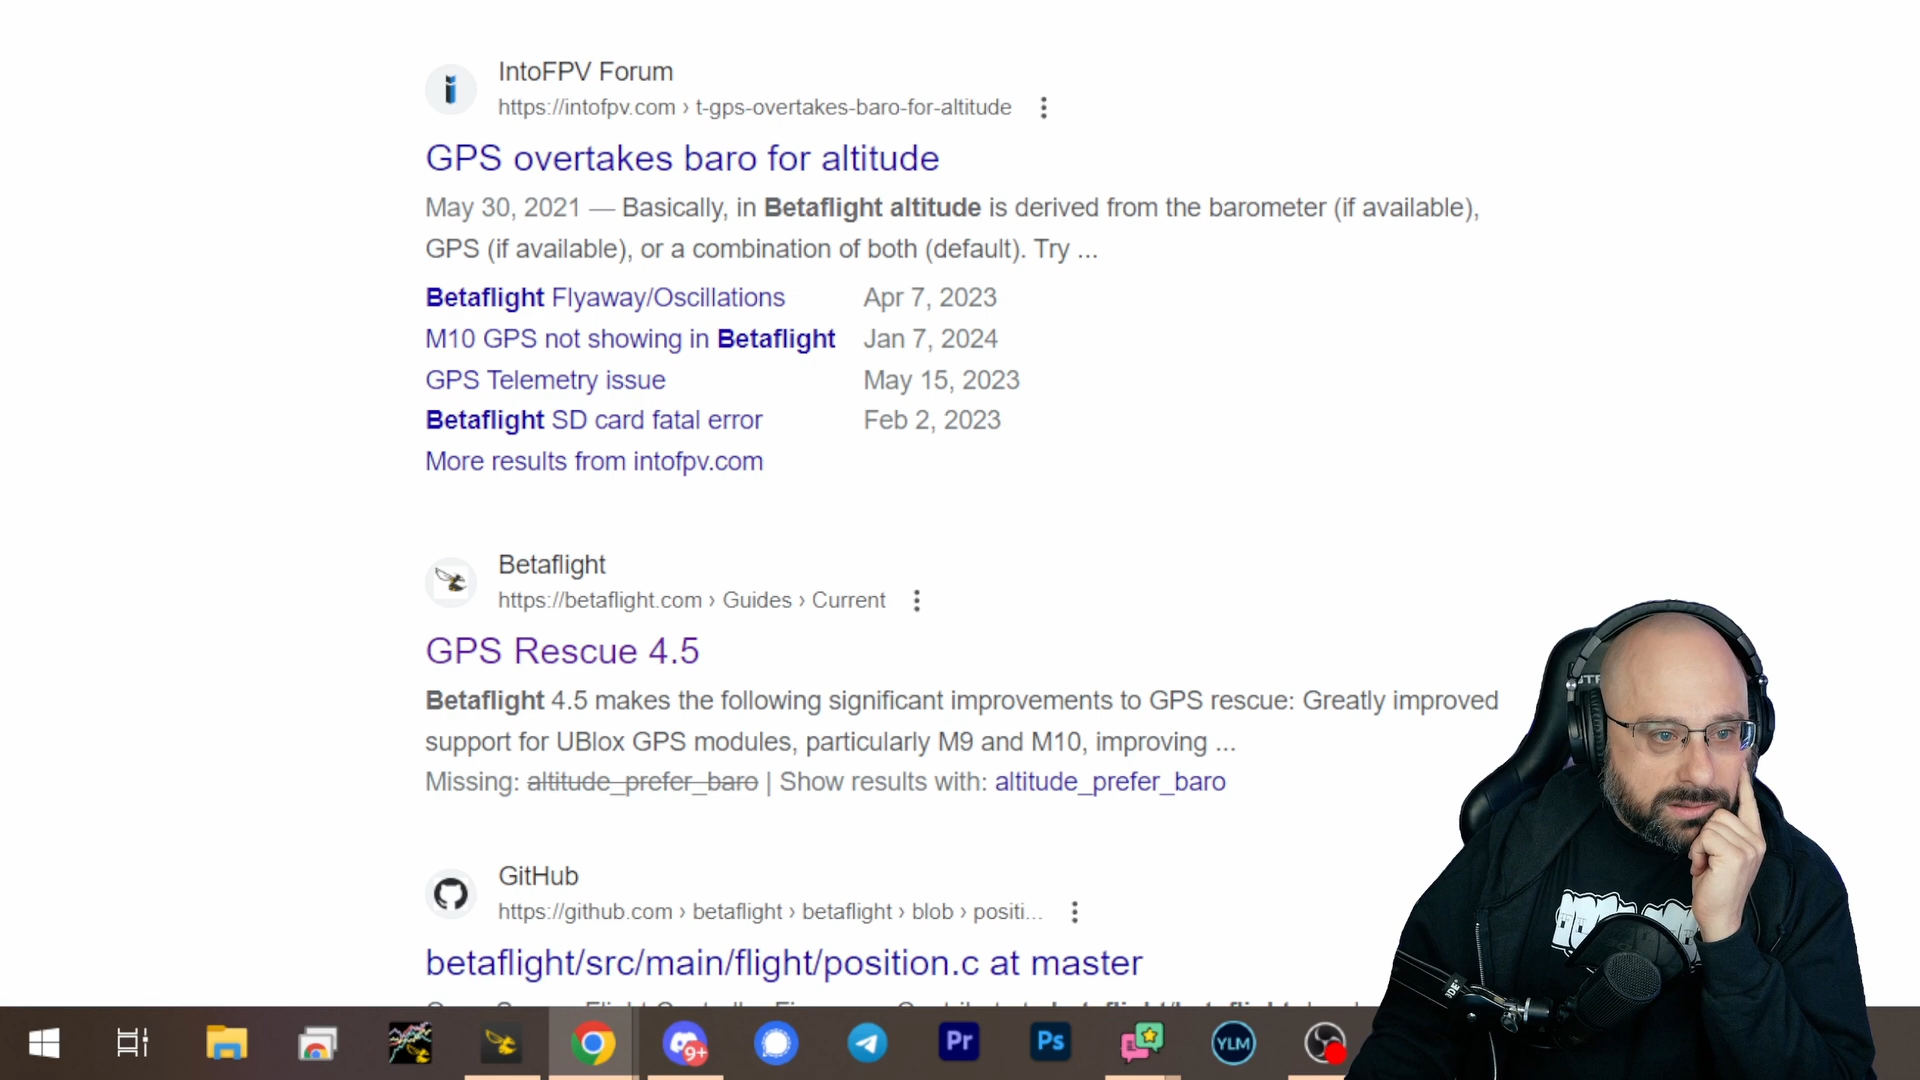 IntoFPV Forum
https://intofpv.com › t-gps-overtakes-baro-for-altitude
GPS overtakes baro for altitude
May 30, 2021 — Basically, in Betaflight altitude is derived from the barometer (if available),
GPS (if available), or a combination of both (default). Try ...
Betaflight Flyaway/Oscillations Apr 7, 2023
M10 GPS not showing in Betaflight Jan 7, 2024
GPS Telemetry issue May 15, 2023
Betaflight SD card fatal error Feb 2, 2023
More results from intofpv.com
Betaflight
https://betaflight.com › Guides › Current
GPS Rescue 4.5
Betaflight 4.5 makes the following significant improvements to GPS rescue: Greatly improved
support for UBlox GPS modules, particularly M9 and M10, improving ...
Missing: altitude_prefer_baro | Show results with: altitude_prefer_baro
GitHub
https://github.com › betaflight › betaflight › blob › positi...
betaflight/src/main/flight/position.c at master
9+
Pr
Ps
YLM